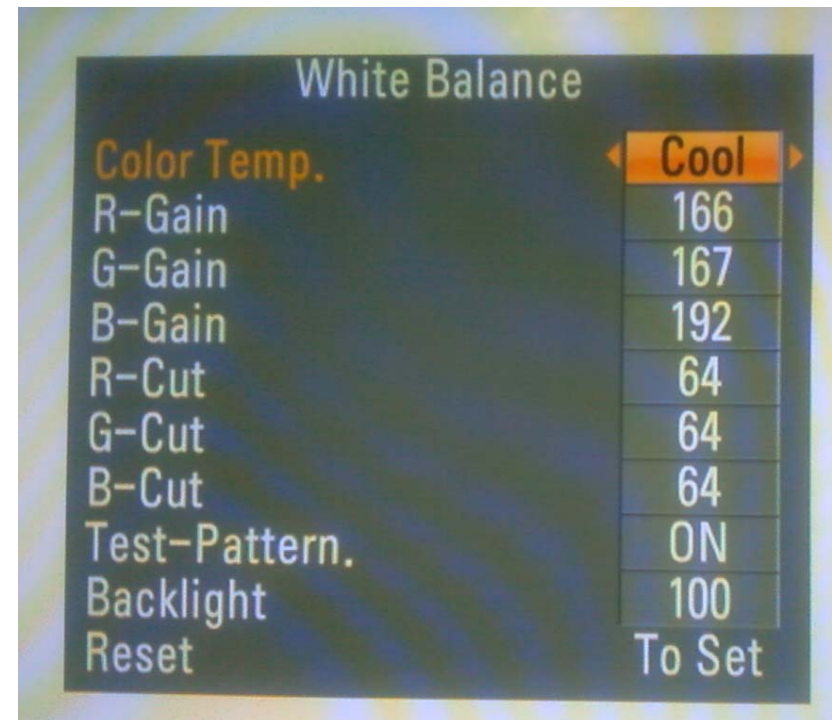 White Balance
Color Temp. Cool
R-Gain 166
G-Gain 167
B-Gain 192
R-Cut 64
G-Cut 64
B-Cut 64
Test-Pattern. ON
Backlight 100
Reset To Set